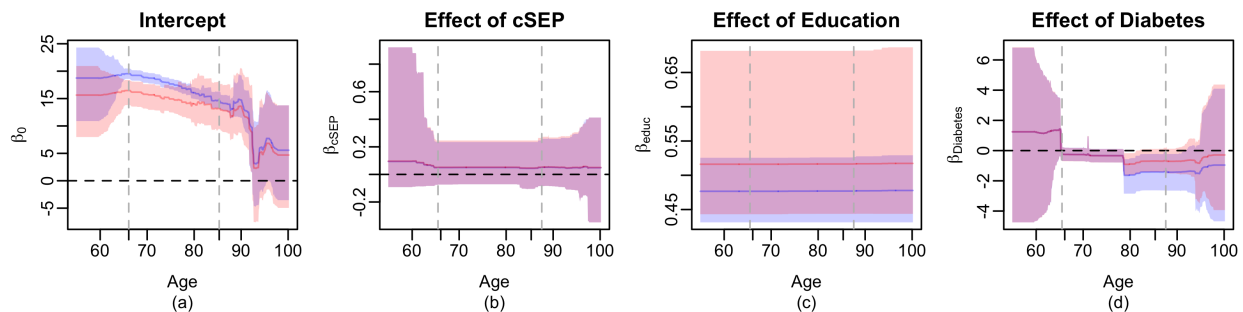 Intercept
β0
25
15
5
0
-5
60
70
80
90
100
Age
(a)
Effect of cSEP
βcSEP
0.6
0.2
-0.2
60
70
80
90
100
Age
(b)
Effect of Education
βeduc
0.65
0.55
0.45
60
70
80
90
100
Age
(c)
Effect of Diabetes
βDiabetes
6
4
2
0
-2
-4
60
70
80
90
100
Age
(d)